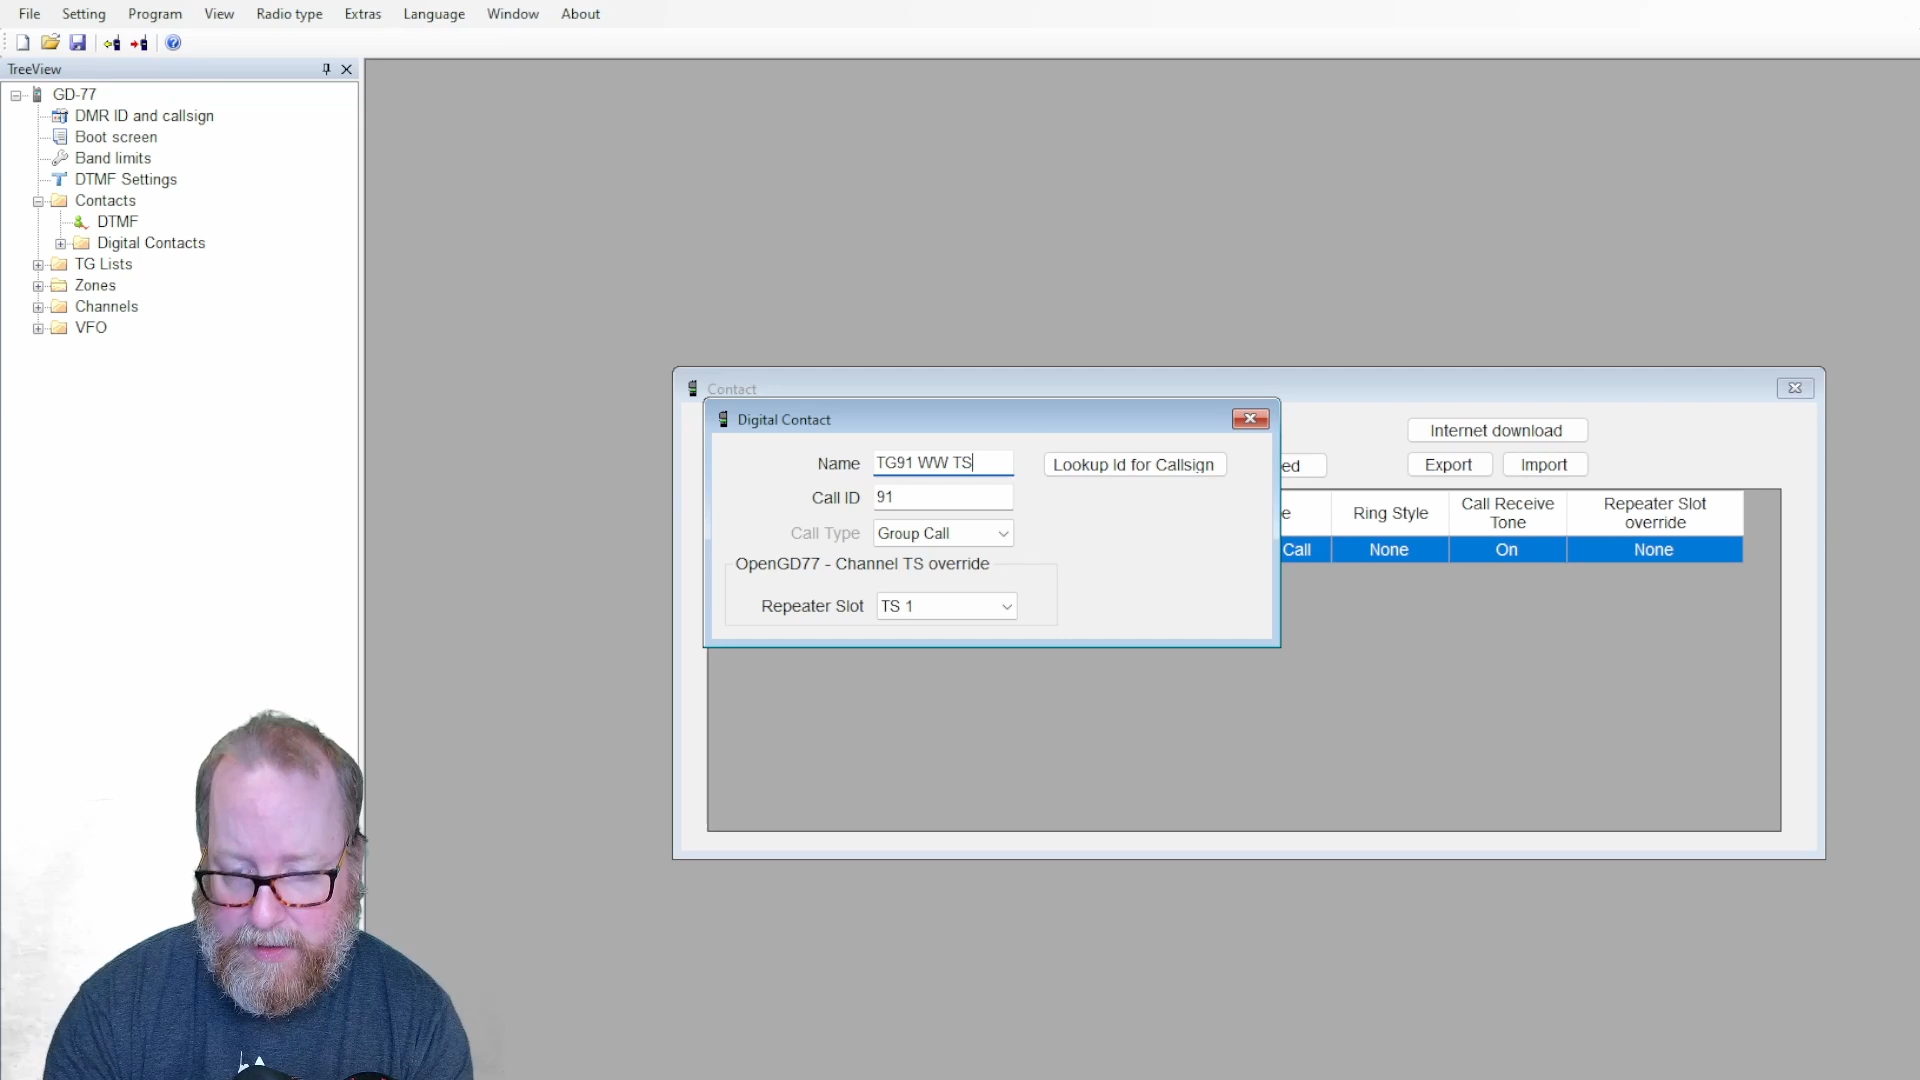 File Setting Program View Radio type Extras Language Window About
TreeView
GD-77
DMR ID and callsign
Boot screen
Band limits
DTMF Settings
Contacts
DTMF
Digital Contacts
TG Lists
Zones
Channels
VFO
Contact
Digital Contact
Internet download
Name TG91 WW TS Lookup Id for Callsign ed Export Import
Call ID 91
e Ring Style Call Receive Tone Repeater Slot override
Call Type Group Call
Call None On None
OpenGD77 - Channel TS override
Repeater Slot TS 1